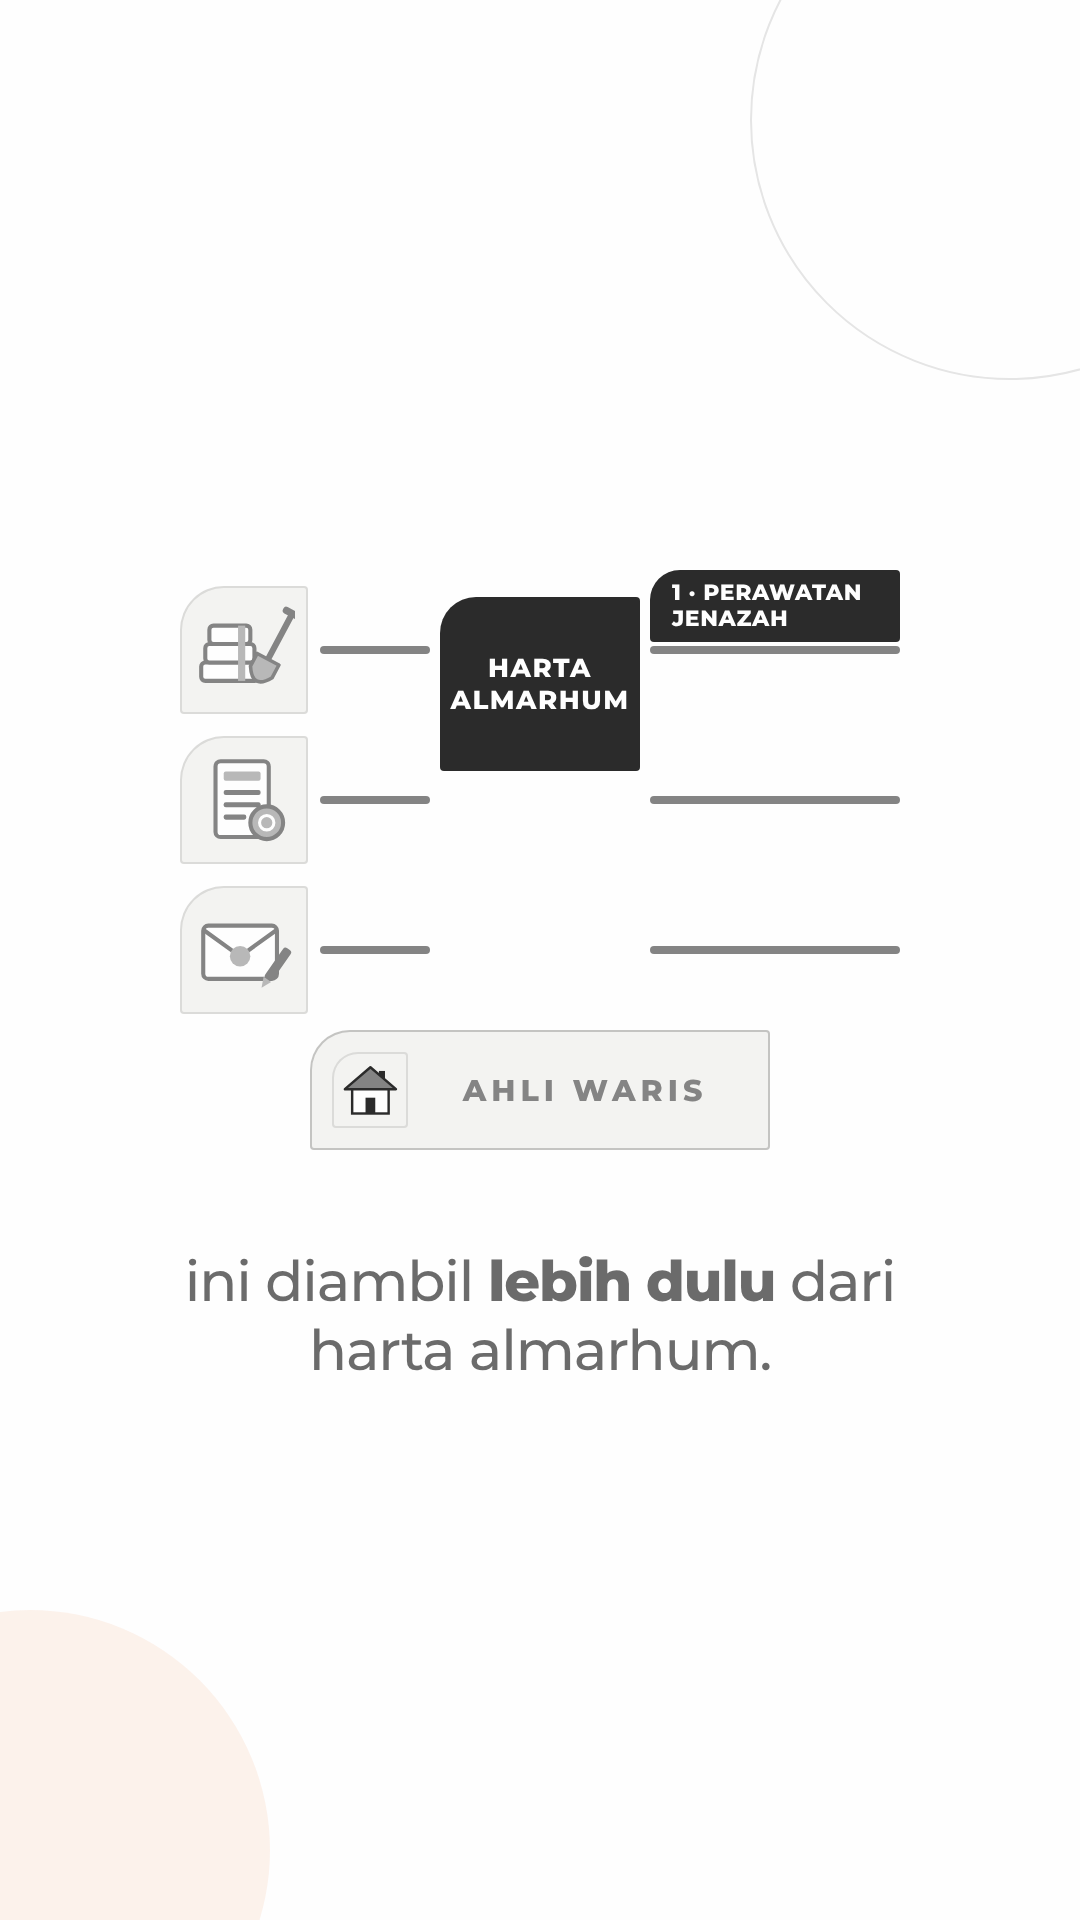 1 • PERAWATAN
JENAZAH
HARTA
ALMARHUM
AHLI WARIS
ini diambil lebih dulu dari
harta almarhum.